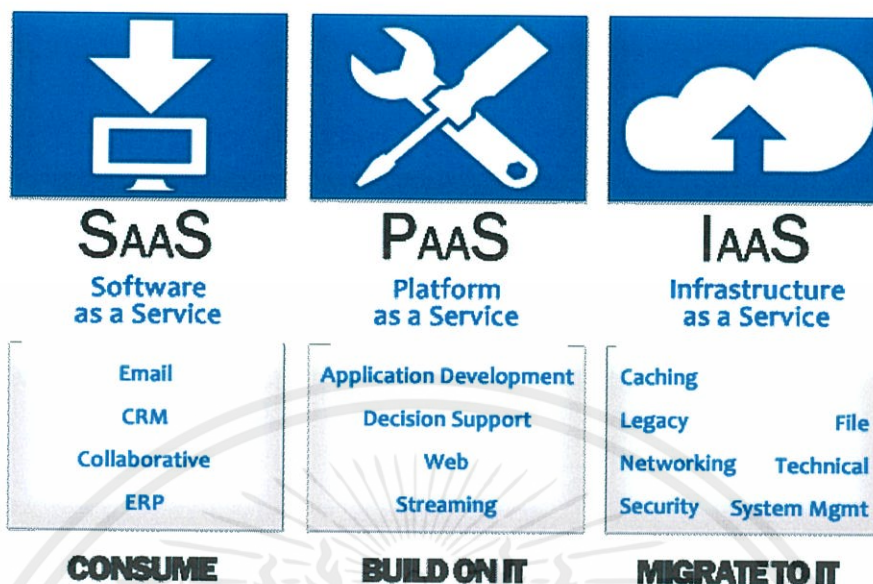 SAAS
Software
as a Service
Email
CRM
Collaborative
ERP
CONSUME
PAAS
Platform
as a Service
Application Development
Decision Support
Web
Streaming
BUILD ON IT
IAAS
Infrastructure
as a Service
Caching
Legacy File
Networking Technical
Security System Mgmt
MIGRATE TO IT